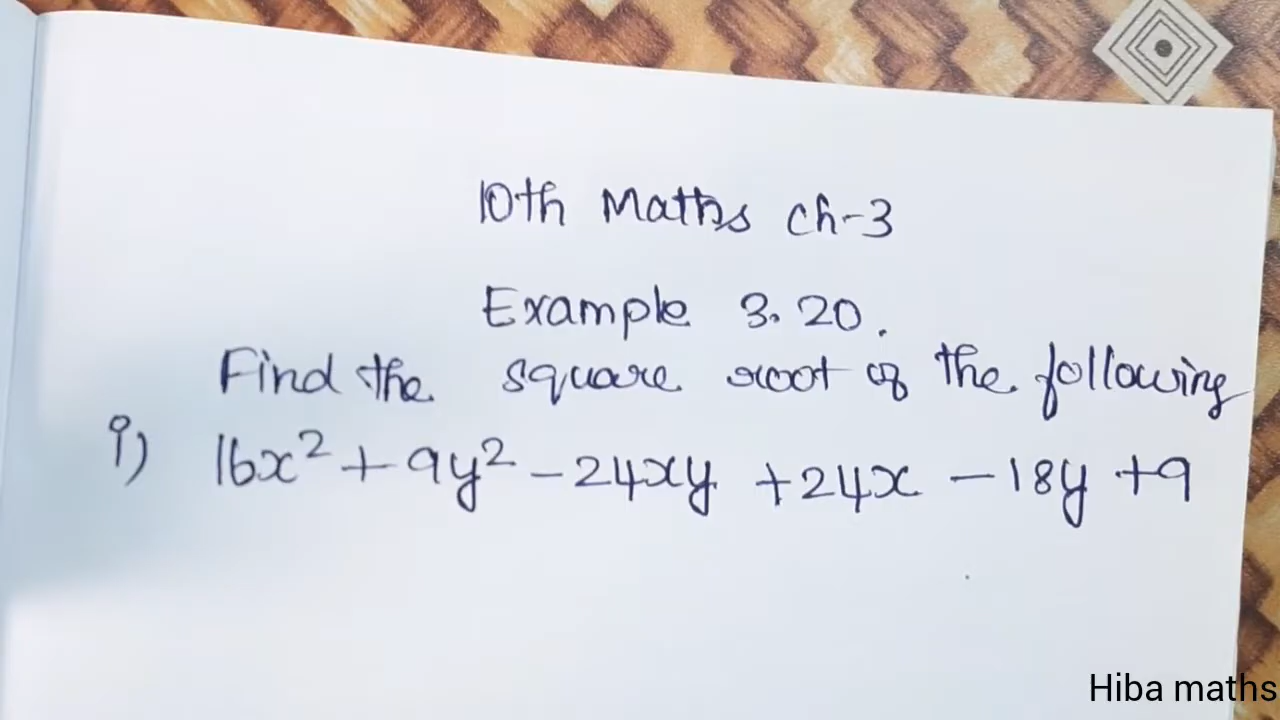 10th Maths ch-3
Example 3.20.
Find the square root of the following
i) 16x² + 9y² - 24xy + 24x - 18y + 9
Hiba maths